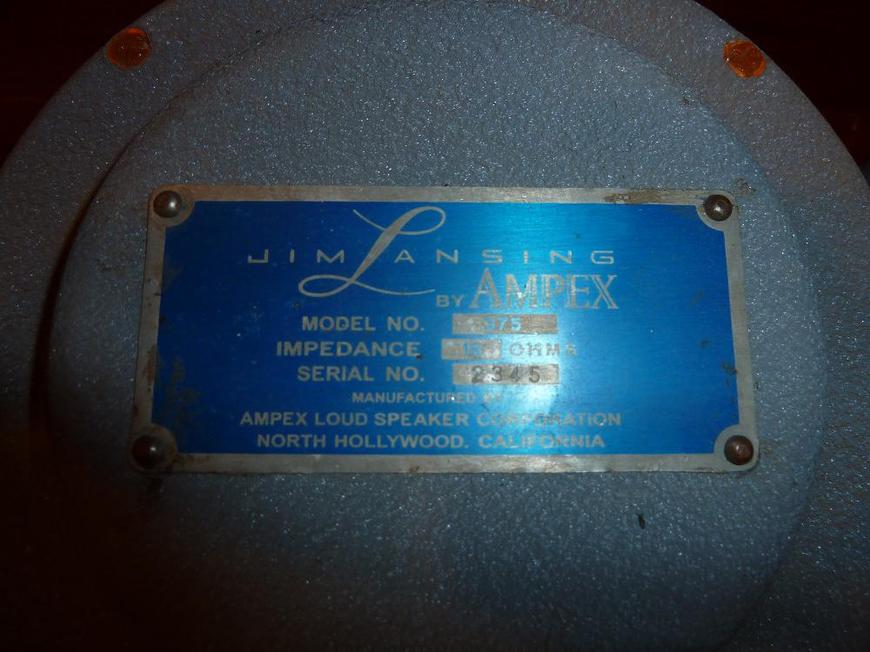 JIM LANSING
BY AMPEX
MODEL NO.
IMPEDANCE OHMS
SERIAL NO. 2345
MANUFACTURED BY
AMPEX LOUD SPEAKER CORPORATION
NORTH HOLLYWOOD, CALIFORNIA